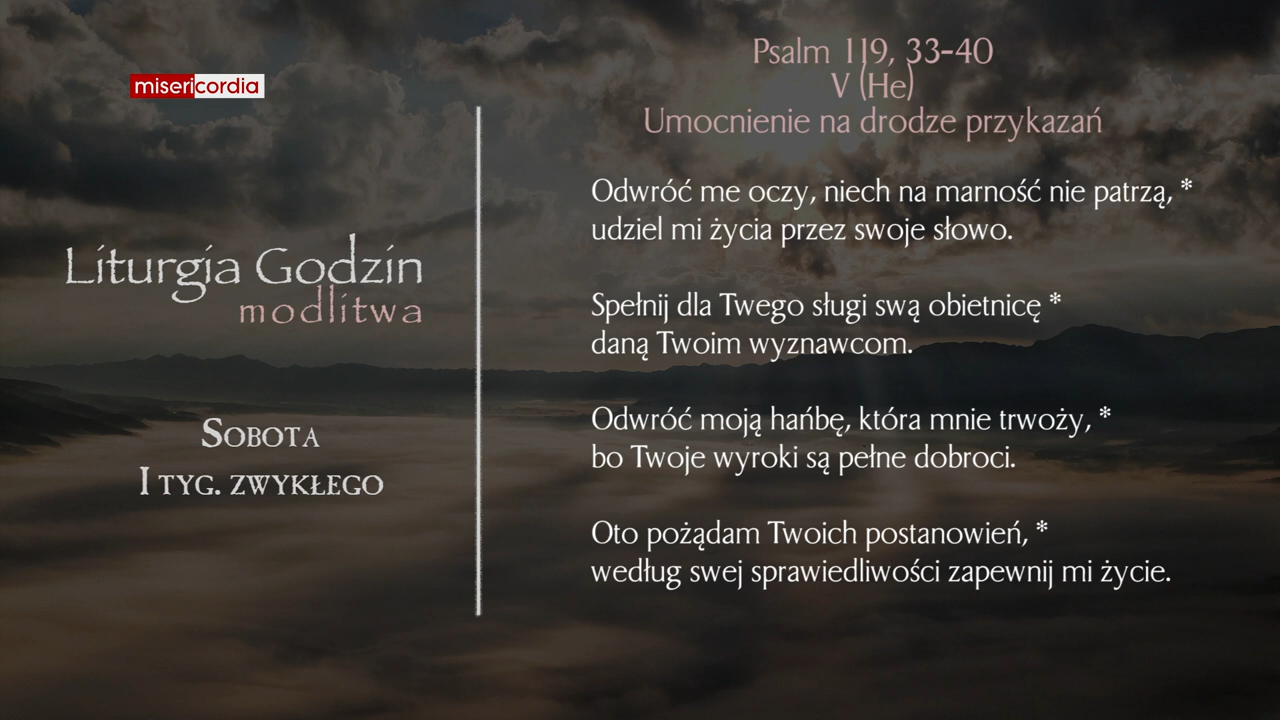 misericordia
Liturgia Godzin
modlitwa
Sobota
I tyg. zwykłego
Psalm 119, 33-40
V (He)
Umocnienie na drodze przykazań
Odwróć me oczy, niech na marność nie patrzą, *
udziel mi życia przez swoje słowo.
Spełnij dla Twego sługi swą obietnicę *
daną Twoim wyznawcom.
Odwróć moją hańbę, która mnie trwoży, *
bo Twoje wyroki są pełne dobroci.
Oto pożądam Twoich postanowień, *
według swej sprawiedliwości zapewnij mi życie.